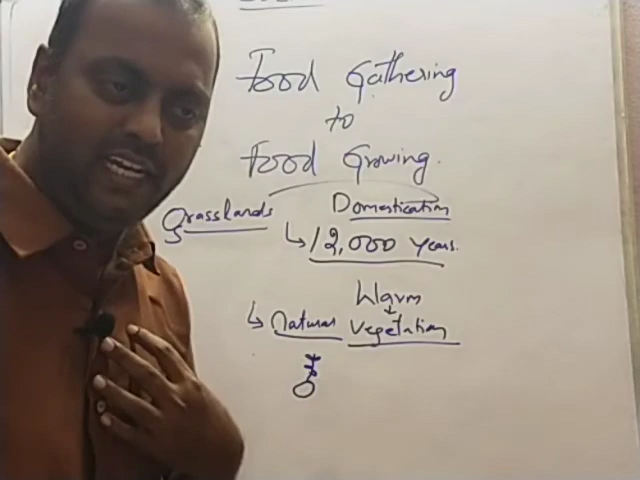 Food Gathering
to
Food Growing.
Grasslands Domestication
↳ 12,000 years.
Warm
↳ Natural Vegetation